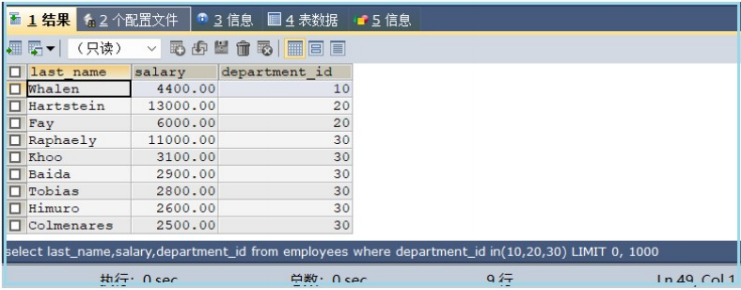 1 结果 2 个配置文件 3 信息 4 表数据 5 信息
（只读）
last_name salary department_id
Whalen 4400.00 10
Hartstein 13000.00 20
Fay 6000.00 20
Raphaely 11000.00 30
Khoo 3100.00 30
Baida 2900.00 30
Tobias 2800.00 30
Himuro 2600.00 30
Colmenares 2500.00 30
select last_name,salary,department_id from employees where department_id in(10,20,30) LIMIT 0, 1000
执行: 0 sec 总数: 0 sec 9 行 Ln 49, Col 1